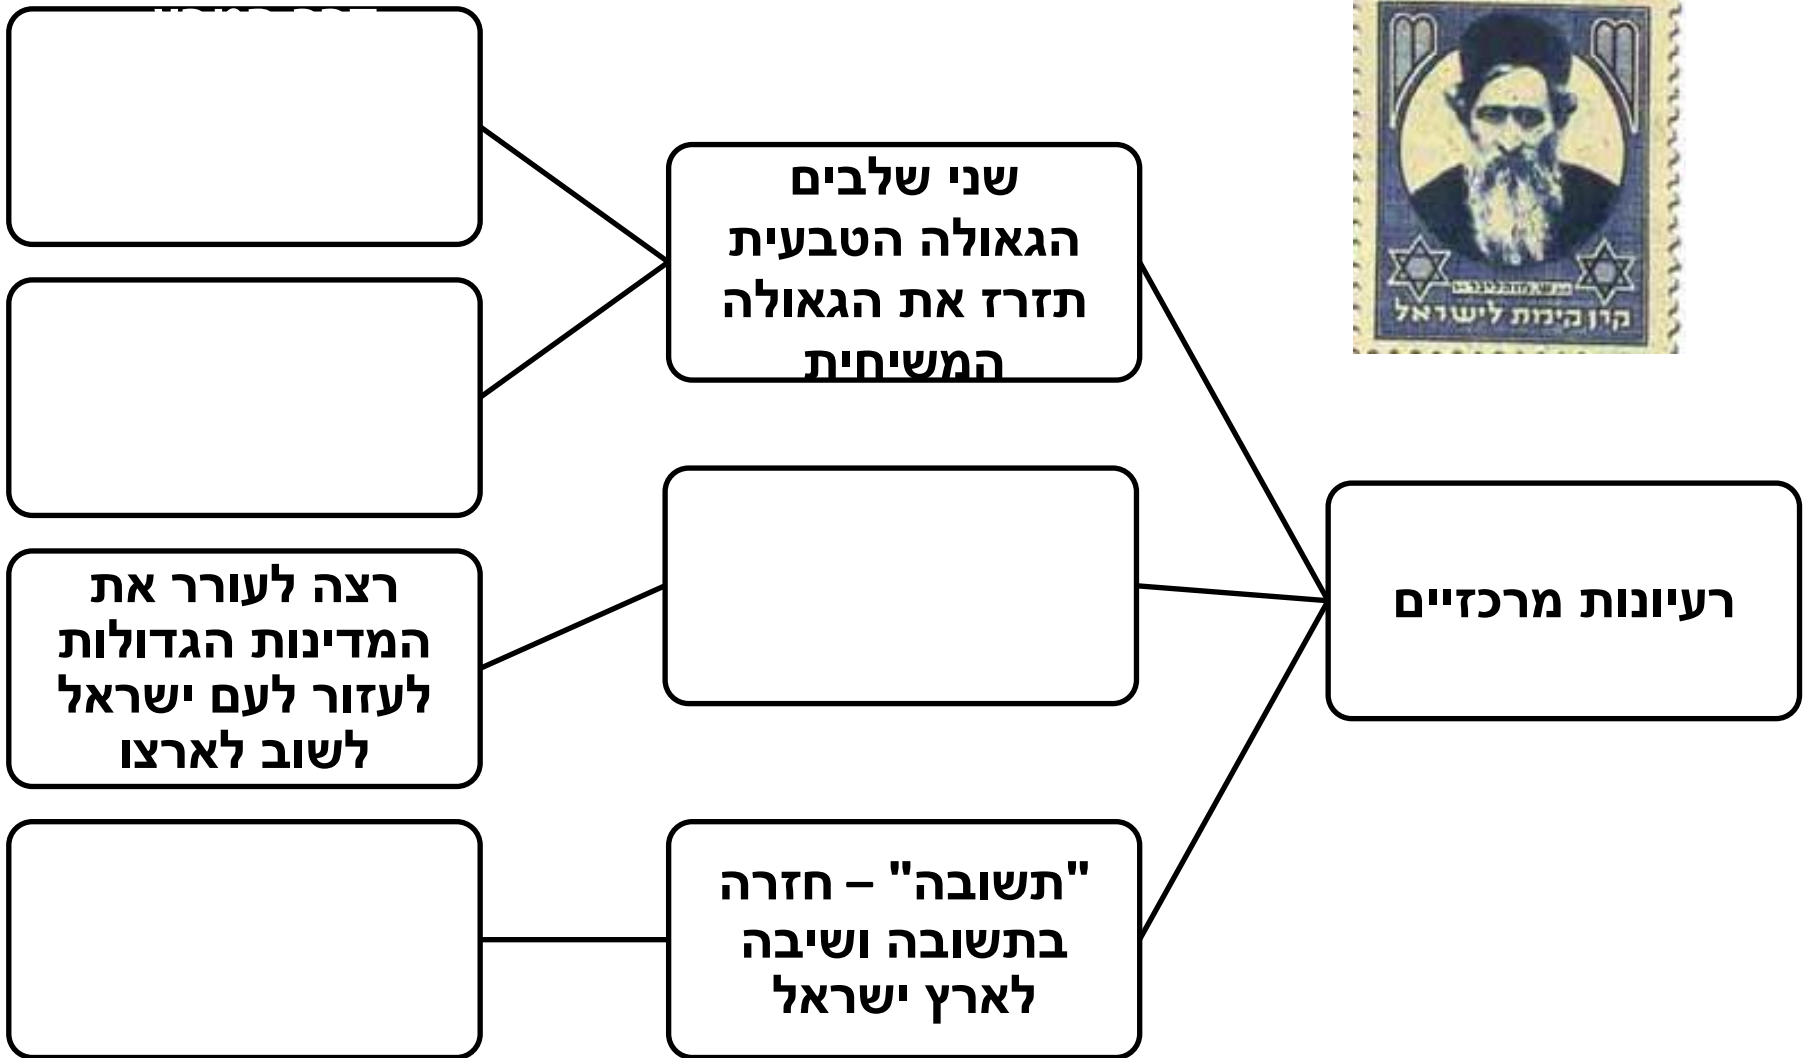 רעיונות מרכזיים
שני שלבים
הגאולה הטבעית
תזרז את הגאולה
המשיחית
"תשובה" – חזרה
בתשובה ושיבה
לארץ ישראל
רצה לעורר את
המדינות הגדולות
לעזור לעם ישראל
לשוב לארצו
קרן קימת לישראל